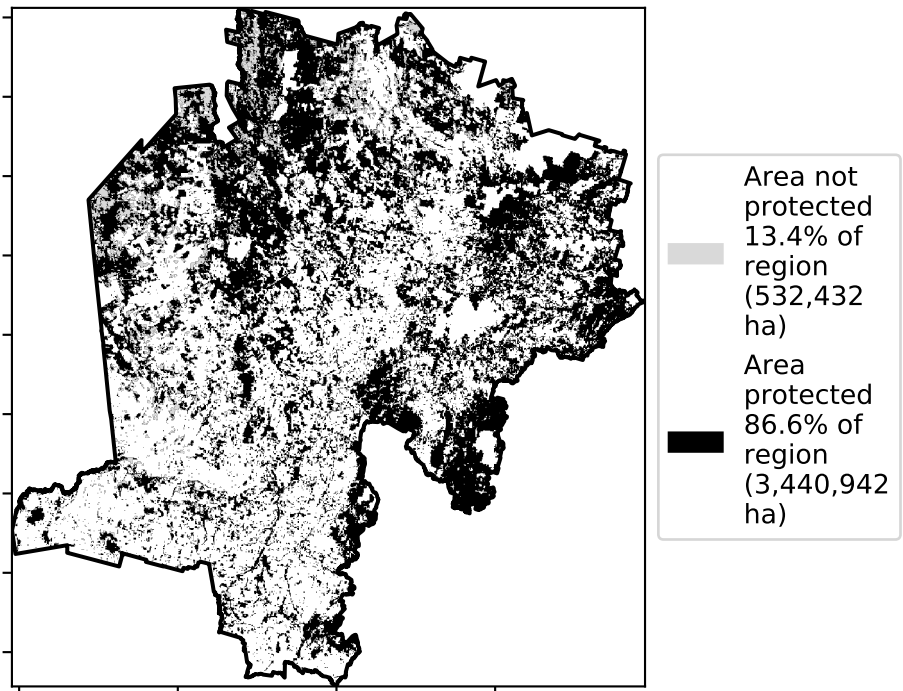 Area not
protected
13.4% of
region
(532,432
ha)
Area
protected
86.6% of
region
(3,440,942
ha)